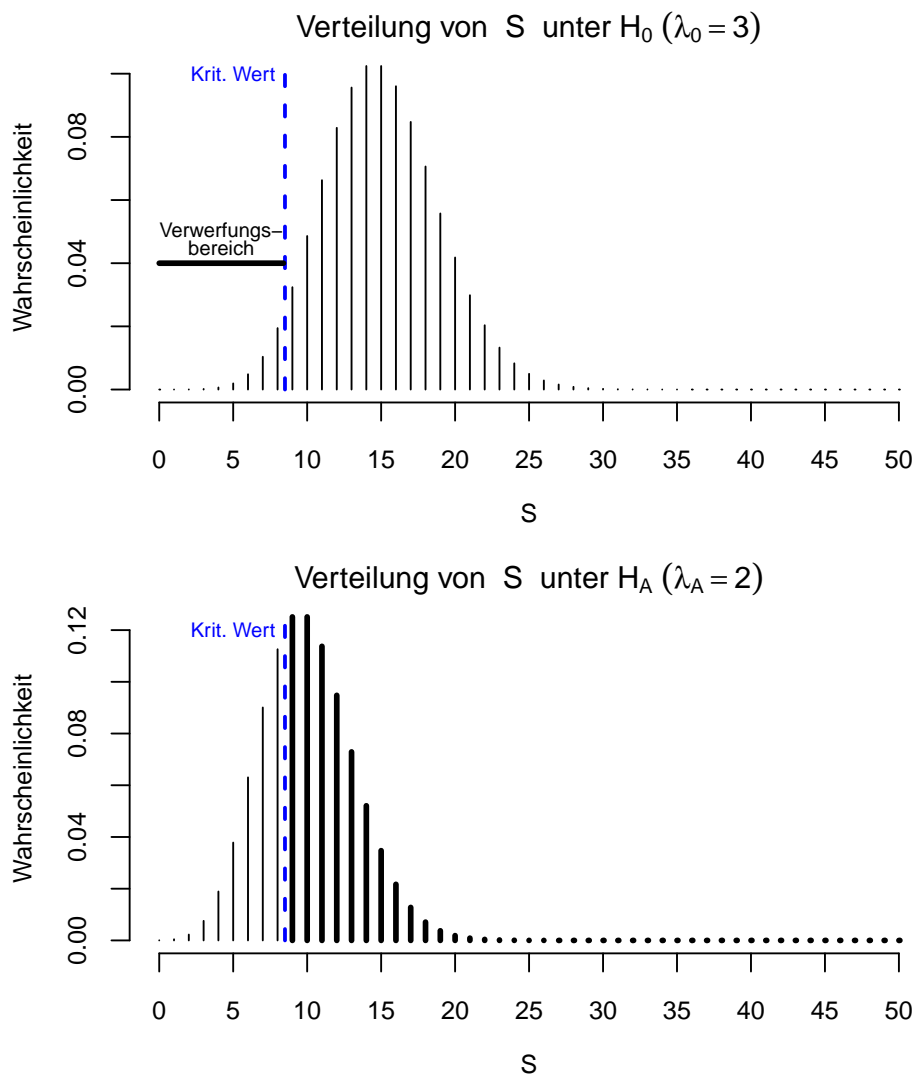 Verteilung von S unter H₀ (λ₀ = 3)
Krit. Wert
Verwerfungs–
bereich
Wahrscheinlichkeit
0.00
0.04
0.08
0 5 10 15 20 25 30 35 40 45 50
S
Verteilung von S unter H_A (λ_A = 2)
Krit. Wert
Wahrscheinlichkeit
0.00
0.04
0.08
0.12
0 5 10 15 20 25 30 35 40 45 50
S